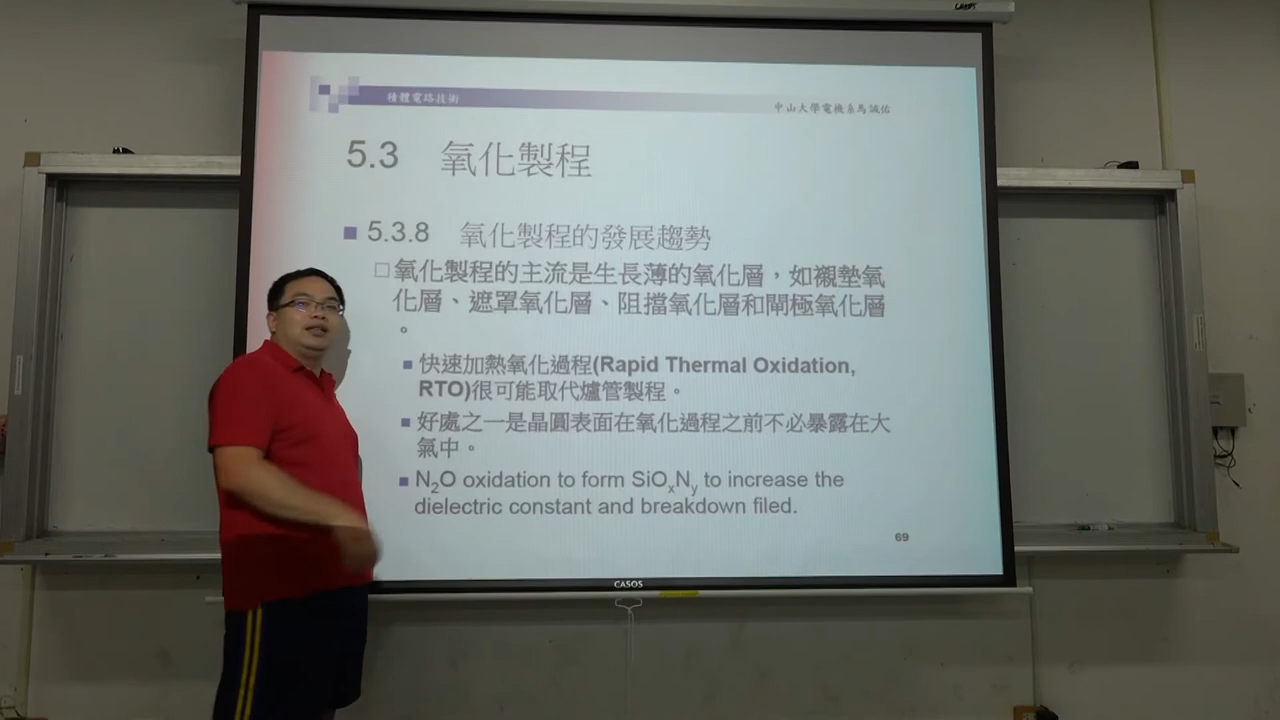 積體電路技術
中山大學電機系馬誠佑
5.3 氧化製程
5.3.8 氧化製程的發展趨勢
氧化製程的主流是生長薄的氧化層，如襯墊氧
化層、遮罩氧化層、阻擋氧化層和閘極氧化層
。
快速加熱氧化過程(Rapid Thermal Oxidation,
RTO)很可能取代爐管製程。
好處之一是晶圓表面在氧化過程之前不必暴露在大
氣中。
N2O oxidation to form SiOxNy to increase the
dielectric constant and breakdown filed.
69
CASOS